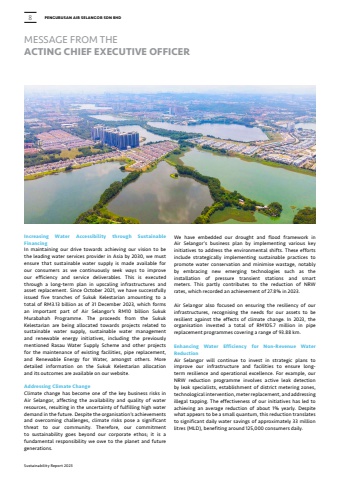 8
PENGURUSAN AIR SELANGOR SDN BHD
MESSAGE FROM THE
ACTING CHIEF EXECUTIVE OFFICER
Increasing Water Accessibility through Sustainable
Financing
In maintaining our drive towards achieving our vision to be
the leading water services provider in Asia by 2030, we must
ensure that sustainable water supply is made available for
our consumers as we continuously seek ways to improve
our efficiency and service deliverables. This is executed
through a long-term plan in upscaling infrastructures and
asset replacement. Since October 2021, we have successfully
issued five tranches of Sukuk Kelestarian amounting to a
total of RM3.13 billion as of 31 December 2023, which forms
an important part of Air Selangor's RM10 billion Sukuk
Murabahah Programme. The proceeds from the Sukuk
Kelestarian are being allocated towards projects related to
sustainable water supply, sustainable water management
and renewable energy initiatives, including the previously
mentioned Rasau Water Supply Scheme and other projects
for the maintenance of existing facilities, pipe replacement,
and Renewable Energy for Water, amongst others. More
detailed information on the Sukuk Kelestarian allocation
and its outcomes are available on our website.
Addressing Climate Change
Climate change has become one of the key business risks in
Air Selangor, affecting the availability and quality of water
resources, resulting in the uncertainty of fulfilling high water
demand in the future. Despite the organisation's achievements
and overcoming challenges, climate risks pose a significant
threat to our community. Therefore, our commitment
to sustainability goes beyond our corporate ethos; it is a
fundamental responsibility we owe to the planet and future
generations.
We have embedded our drought and flood framework in
Air Selangor's business plan by implementing various key
initiatives to address the environmental shifts. These efforts
include strategically implementing sustainable practices to
promote water conservation and minimise wastage, notably
by embracing new emerging technologies such as the
installation of pressure transient stations and smart
meters. This partly contributes to the reduction of NRW
rates, which recorded an achievement of 27.8% in 2023.
Air Selangor also focused on ensuring the resiliency of our
infrastructures, recognising the needs for our assets to be
resilient against the effects of climate change. In 2023, the
organisation invested a total of RM105.7 million in pipe
replacement programmes covering a range of 93.88 km.
Enhancing Water Efficiency for Non-Revenue Water
Reduction
Air Selangor will continue to invest in strategic plans to
improve our infrastructure and facilities to ensure long-
term resilience and operational excellence. For example, our
NRW reduction programme involves active leak detection
by leak specialists, establishment of district metering zones,
technological intervention, meter replacement, and addressing
illegal tapping. The effectiveness of our initiatives has led to
achieving an average reduction of about 1% yearly. Despite
what appears to be a small quantum, this reduction translates
to significant daily water savings of approximately 33 million
litres (MLD), benefiting around 125,000 consumers daily.
Sustainability Report 2023